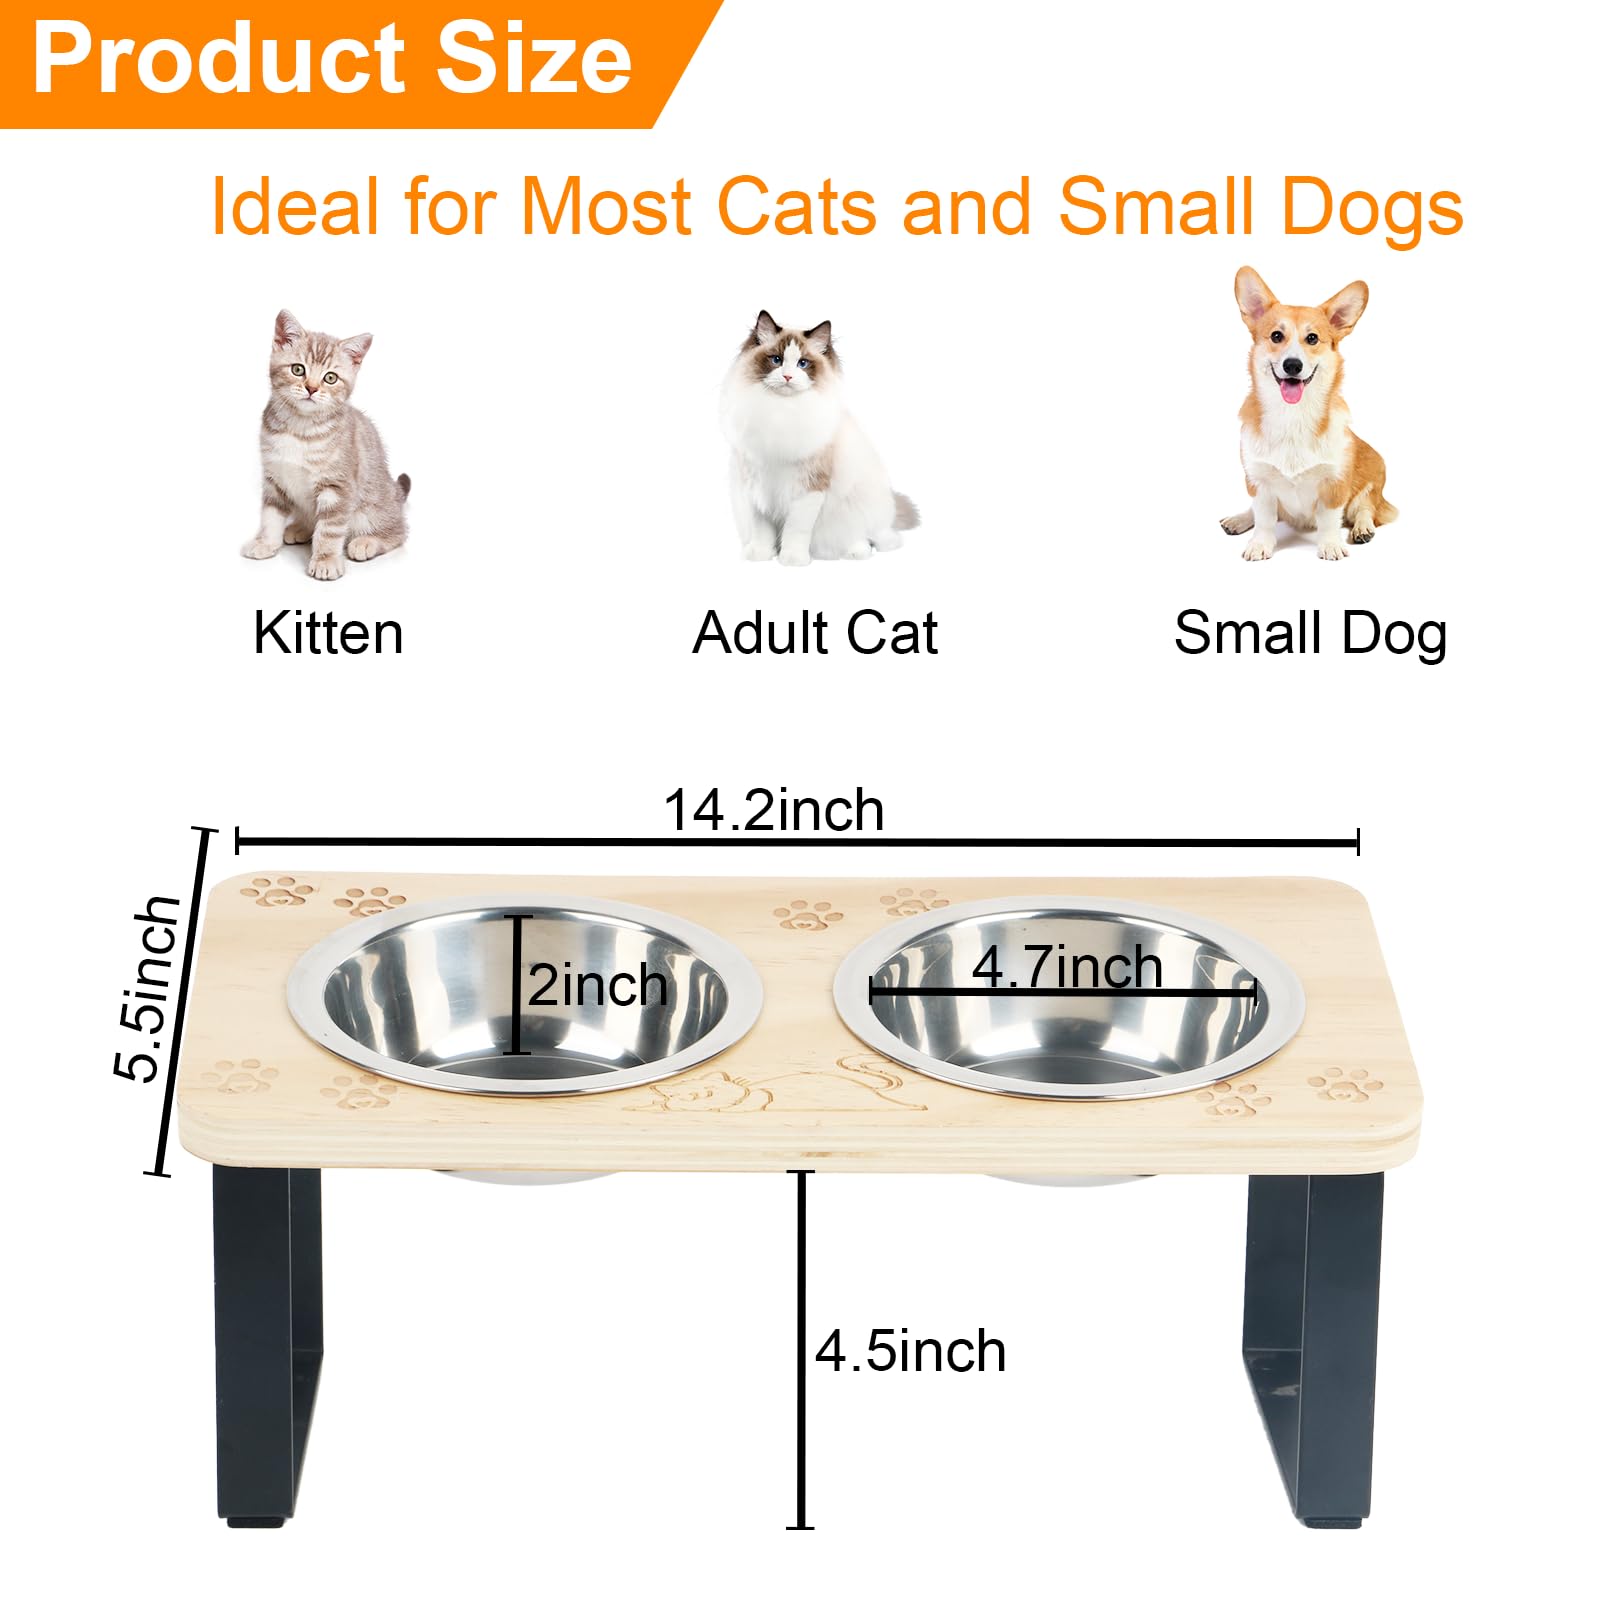 Product Size
Ideal for Most Cats and Small Dogs
Kitten
Adult Cat
Small Dog
14.2inch
5.5inch
2inch
4.7inch
4.5inch